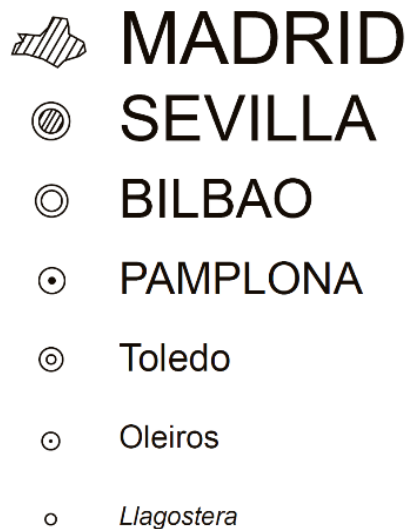 MADRID
SEVILLA
BILBAO
PAMPLONA
Toledo
Oleiros
Llagostera